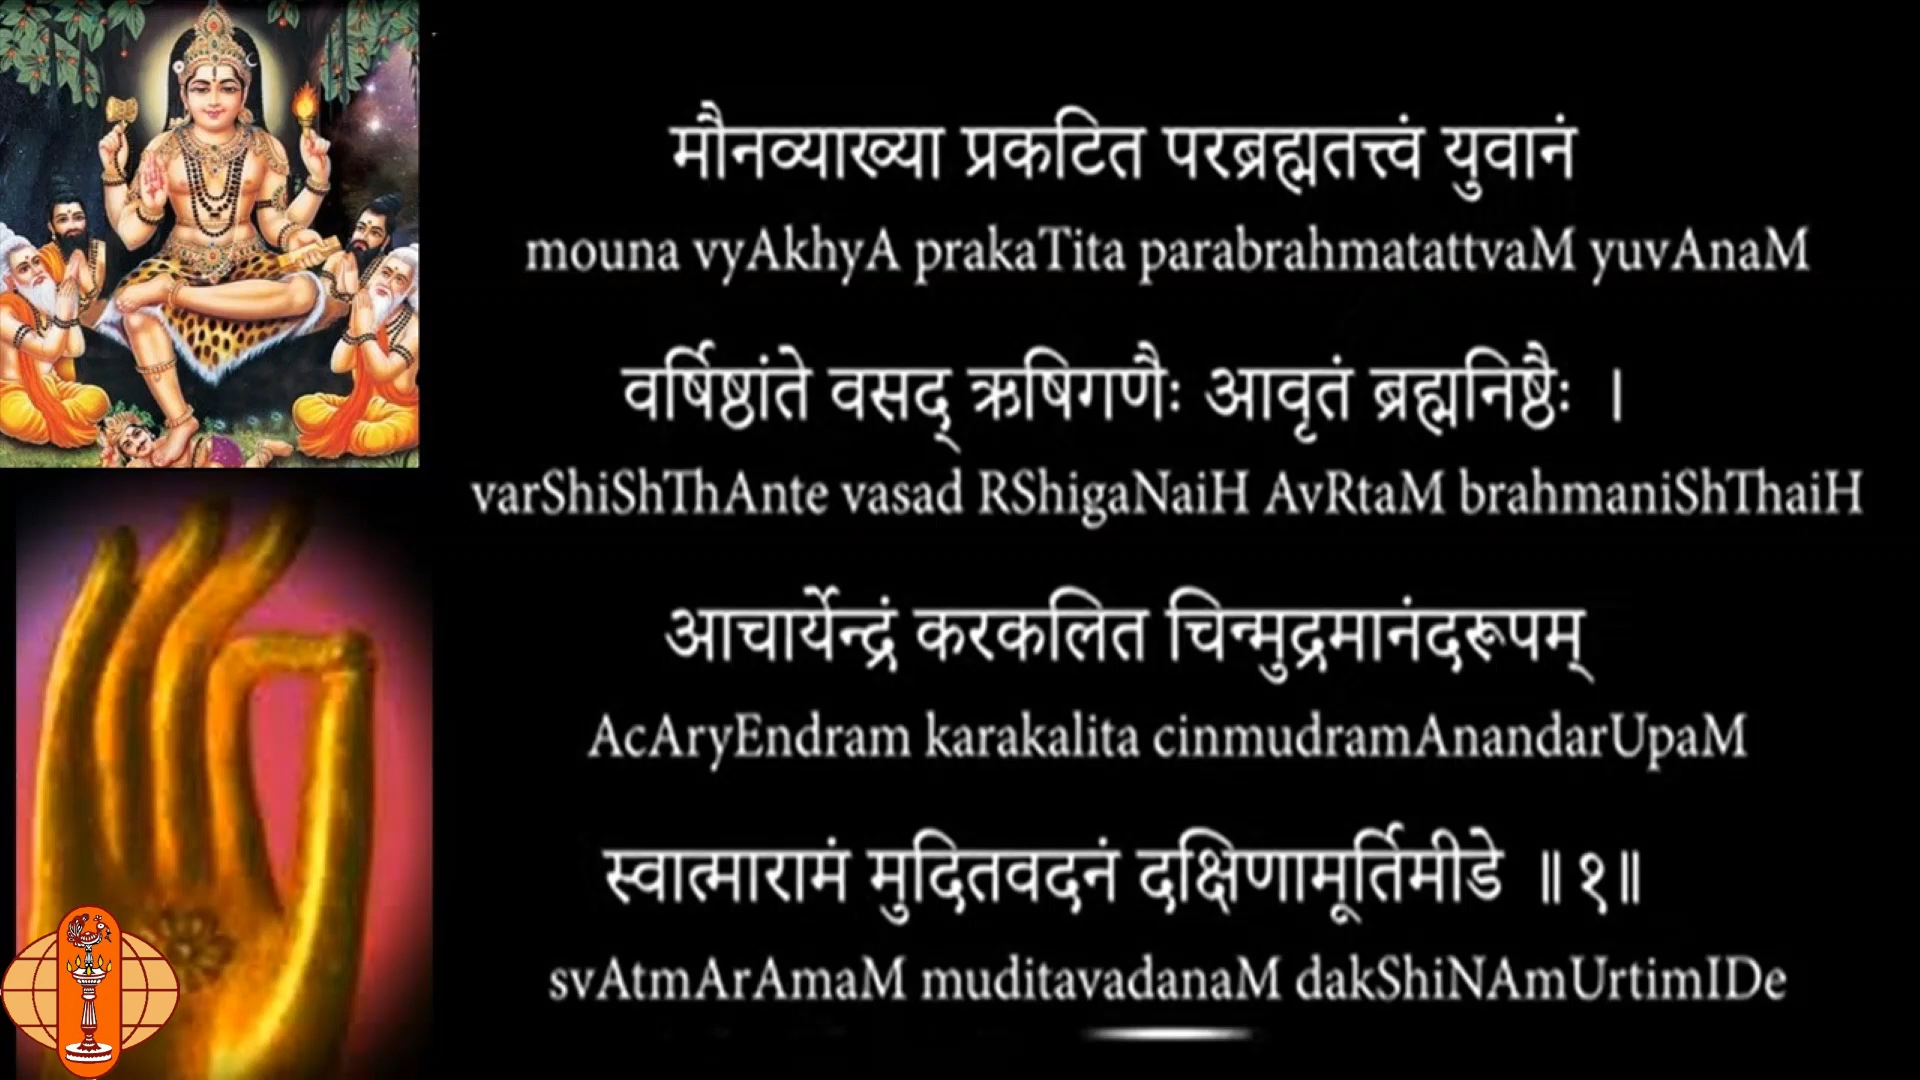 मौनव्याख्या प्रकटित परब्रह्मतत्त्वं युवानं
mouna vyAkhyA prakaTita parabrahmatattvaM yuvAnaM
वर्षिष्ठांते वसद् ऋषिगणैः आवृतं ब्रह्मनिष्ठैः ।
varShiShThAnte vasad RShigaNaiH AvRtaM brahmaniShThaiH
आचार्येन्द्रं करकलित चिन्मुद्रमानंदरूपम्
AcAryEndram karakalita cinmudramAnandarUpaM
स्वात्मारामं मुदितवदनं दक्षिणामूर्तिमीडे ॥१॥
svAtmArAmaM muditavadanaM dakShiNAmUrtimIDe